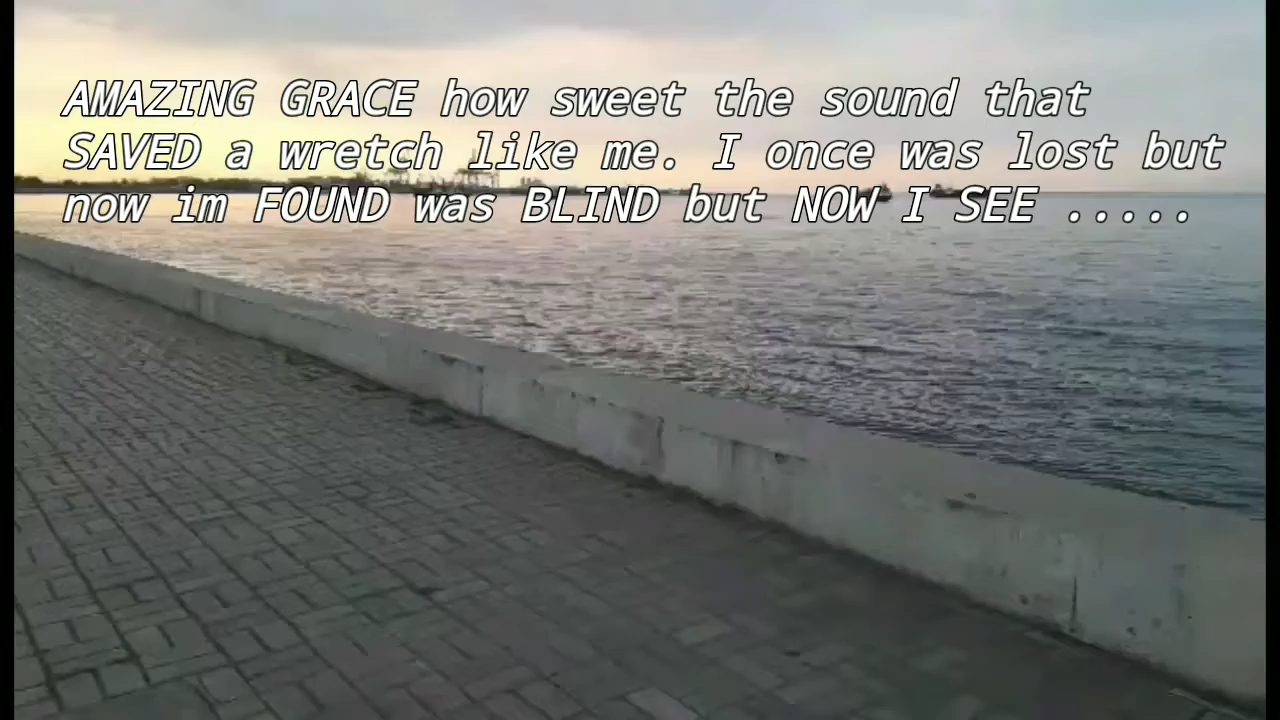 AMAZING GRACE how sweet the sound that
SAVED a wretch like me. I once was lost but
now im FOUND was BLIND but NOW I SEE .....